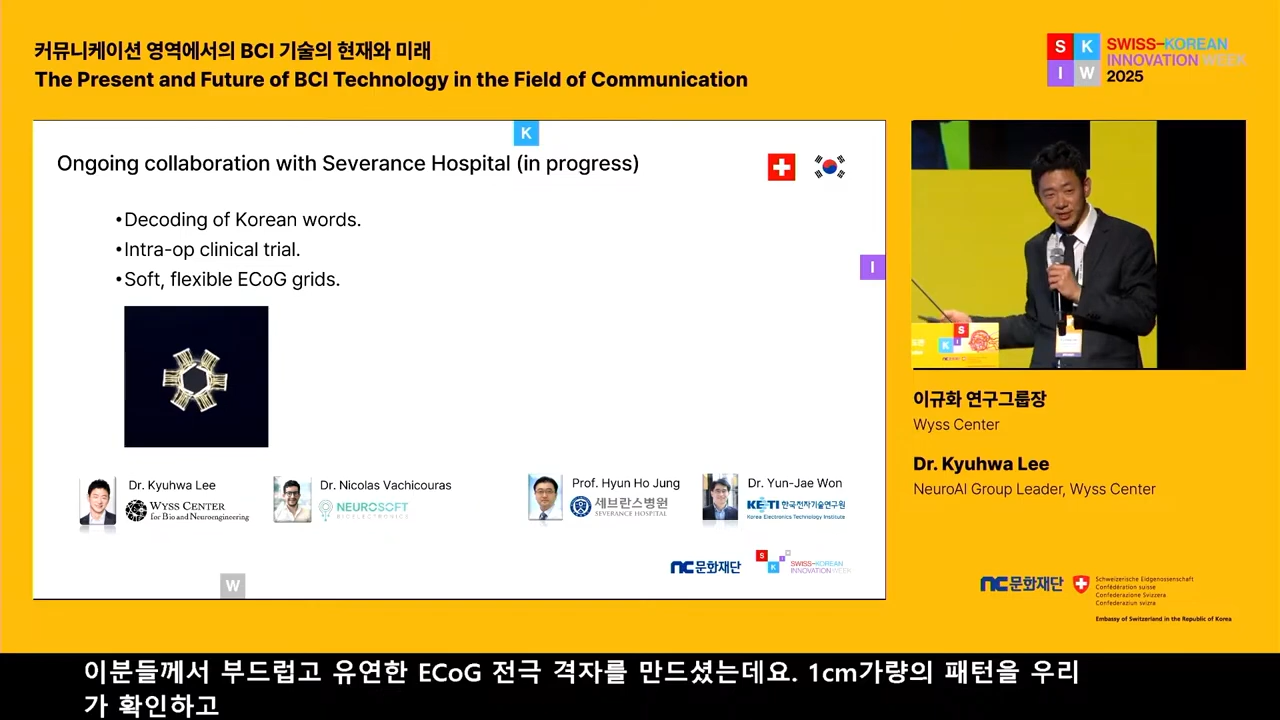 커뮤니케이션 영역에서의 BCI 기술의 현재와 미래
The Present and Future of BCI Technology in the Field of Communication
S K
I W
SWISS-KOREAN
INNOVATION WEEK
2025
K
Ongoing collaboration with Severance Hospital (in progress)
•Decoding of Korean words.
•Intra-op clinical trial.
•Soft, flexible ECoG grids.
I
Dr. Kyuhwa Lee
WYSS CENTER
for Bio and Neuroengineering
Dr. Nicolas Vachicouras
NEUROSOFT
BIOELECTRONICS
Prof. Hyun Ho Jung
세브란스병원
SEVERANCE HOSPITAL
Dr. Yun-Jae Won
KETI 한국전자기술연구원
Korea Electronics Technology Institute
NC문화재단
S K I
SWISS-KOREAN
INNOVATION WEEK
W
S
K I
이규화 연구그룹장
Wyss Center
Dr. Kyuhwa Lee
NeuroAI Group Leader, Wyss Center
NC문화재단
Schweizerische Eidgenossenschaft
Confédération suisse
Confederazione Svizzera
Confederaziun svizra
Embassy of Switzerland in the Republic of Korea
이분들께서 부드럽고 유연한 ECoG 전극 격자를 만드셨는데요. 1cm가량의 패턴을 우리
가 확인하고